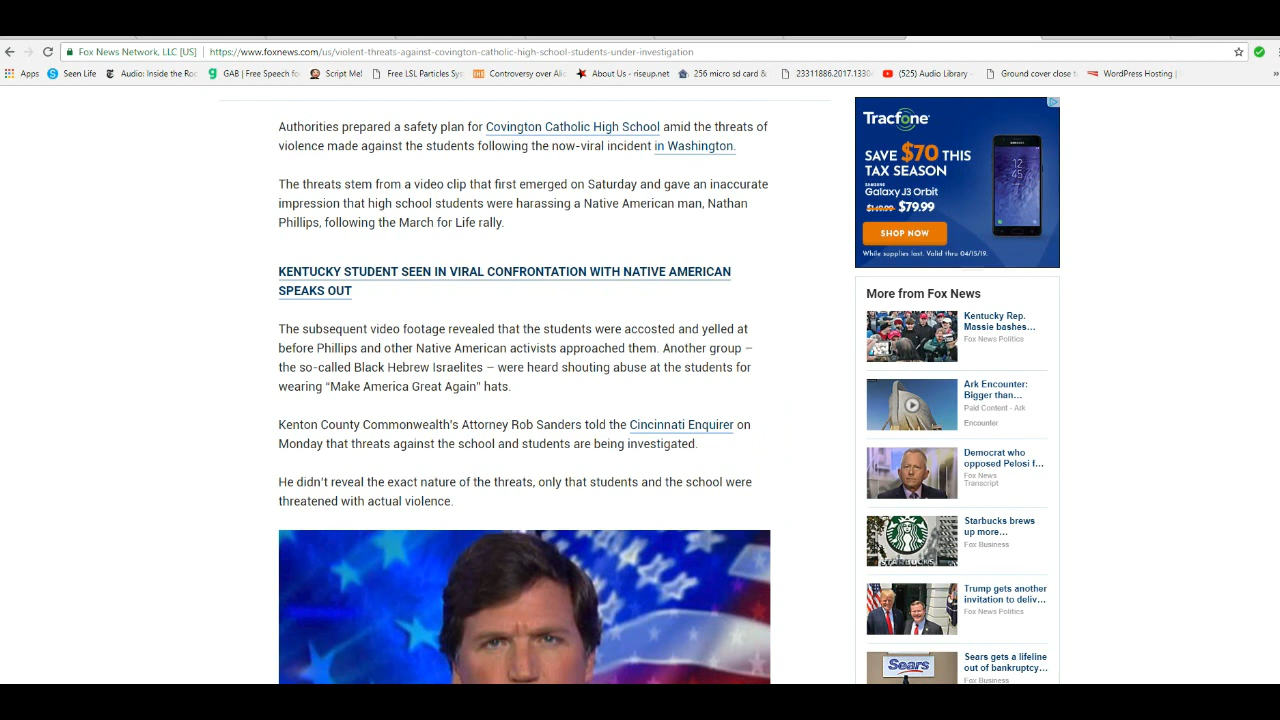 Fox News Network, LLC [US]
https://www.foxnews.com/us/violent-threats-against-covington-catholic-high-school-students-under-investigation
Apps
Seen Life
Audio: Inside the Roc
GAB | Free Speech fo
Script Me!
Free LSL Particles Sys
Controversy over Alic
About Us - riseup.net
256 micro sd card &
23311886.2017.1330
(525) Audio Library -
Ground cover close t
WordPress Hosting |
Authorities prepared a safety plan for Covington Catholic High School amid the threats of
violence made against the students following the now-viral incident in Washington.
The threats stem from a video clip that first emerged on Saturday and gave an inaccurate
impression that high school students were harassing a Native American man, Nathan
Phillips, following the March for Life rally.
KENTUCKY STUDENT SEEN IN VIRAL CONFRONTATION WITH NATIVE AMERICAN
SPEAKS OUT
The subsequent video footage revealed that the students were accosted and yelled at
before Phillips and other Native American activists approached them. Another group –
the so-called Black Hebrew Israelites – were heard shouting abuse at the students for
wearing “Make America Great Again” hats.
Kenton County Commonwealth's Attorney Rob Sanders told the Cincinnati Enquirer on
Monday that threats against the school and students are being investigated.
He didn't reveal the exact nature of the threats, only that students and the school were
threatened with actual violence.
Tracfone
SAVE $70 THIS
TAX SEASON
SAMSUNG
Galaxy J3 Orbit
$149.99 $79.99
SHOP NOW
While supplies last. Valid thru 04/15/19.
12
45
More from Fox News
Kentucky Rep.
Massie bashes...
Fox News Politics
Ark Encounter:
Bigger than...
Paid Content - Ark
Encounter
Democrat who
opposed Pelosi f...
Fox News
Transcript
Starbucks brews
up more...
Fox Business
STARBUCKS
Trump gets another
invitation to deliv...
Fox News Politics
Sears gets a lifeline
out of bankruptcy...
Fox Business
Sears